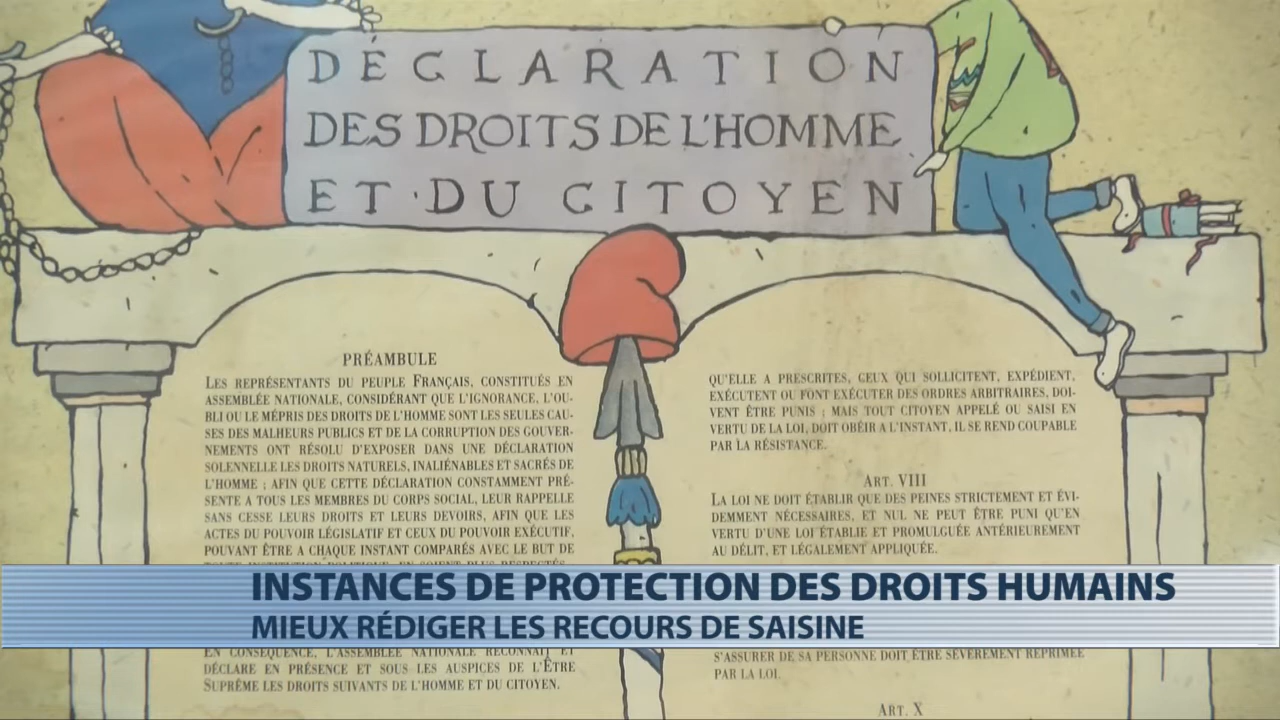 DÉCLARATION
DES DROITS DE L'HOMME
ET · DU CITOYEN
PRÉAMBULE
LES REPRÉSENTANTS DU PEUPLE FRANÇAIS, CONSTITUÉS EN
ASSEMBLÉE NATIONALE, CONSIDÉRANT QUE L'IGNORANCE, L'OU-
BLI OU LE MÉPRIS DES DROITS DE L'HOMME SONT LES SEULES CAU-
SES DES MALHEURS PUBLICS ET DE LA CORRUPTION DES GOUVER-
NEMENTS ONT RÉSOLU D'EXPOSER DANS UNE DÉCLARATION
SOLENNELLE LES DROITS NATURELS, INALIÉNABLES ET SACRÉS DE
L'HOMME ; AFIN QUE CETTE DÉCLARATION CONSTAMMENT PRÉ-
SENTE A TOUS LES MEMBRES DU CORPS SOCIAL, LEUR RAPPELLE
SANS CESSE LEURS DROITS ET LEURS DEVOIRS, AFIN QUE LES
ACTES DU POUVOIR LÉGISLATIF ET CEUX DU POUVOIR EXÉCUTIF,
POUVANT ÊTRE A CHAQUE INSTANT COMPARÉS AVEC LE BUT DE
EN CONSÉQUENCE, L'ASSEMBLÉE NATIONALE RECONNAIT ET
DÉCLARE EN PRÉSENCE ET SOUS LES AUSPICES DE L'ÊTRE
SUPRÊME LES DROITS SUIVANTS DE L'HOMME ET DU CITOYEN.
QU'ELLE A PRESCRITES, CEUX QUI SOLLICITENT, EXPÉDIENT,
EXÉCUTENT OU FONT EXÉCUTER DES ORDRES ARBITRAIRES, DOI-
VENT ÊTRE PUNIS ; MAIS TOUT CITOYEN APPELÉ OU SAISI EN
VERTU DE LA LOI, DOIT OBÉIR A L'INSTANT, IL SE REND COUPABLE
PAR LA RÉSISTANCE.
ART. VIII
LA LOI NE DOIT ÉTABLIR QUE DES PEINES STRICTEMENT ET ÉVI-
DEMMENT NÉCESSAIRES, ET NUL NE PEUT ÊTRE PUNI QU'EN
VERTU D'UNE LOI ÉTABLIE ET PROMULGUÉE ANTÉRIEUREMENT
AU DÉLIT, ET LÉGALEMENT APPLIQUÉE.
S'ASSURER DE SA PERSONNE DOIT ÊTRE SÉVEREMENT RÉPRIMÉE
PAR LA LOI.
ART. X
INSTANCES DE PROTECTION DES DROITS HUMAINS
MIEUX RÉDIGER LES RECOURS DE SAISINE